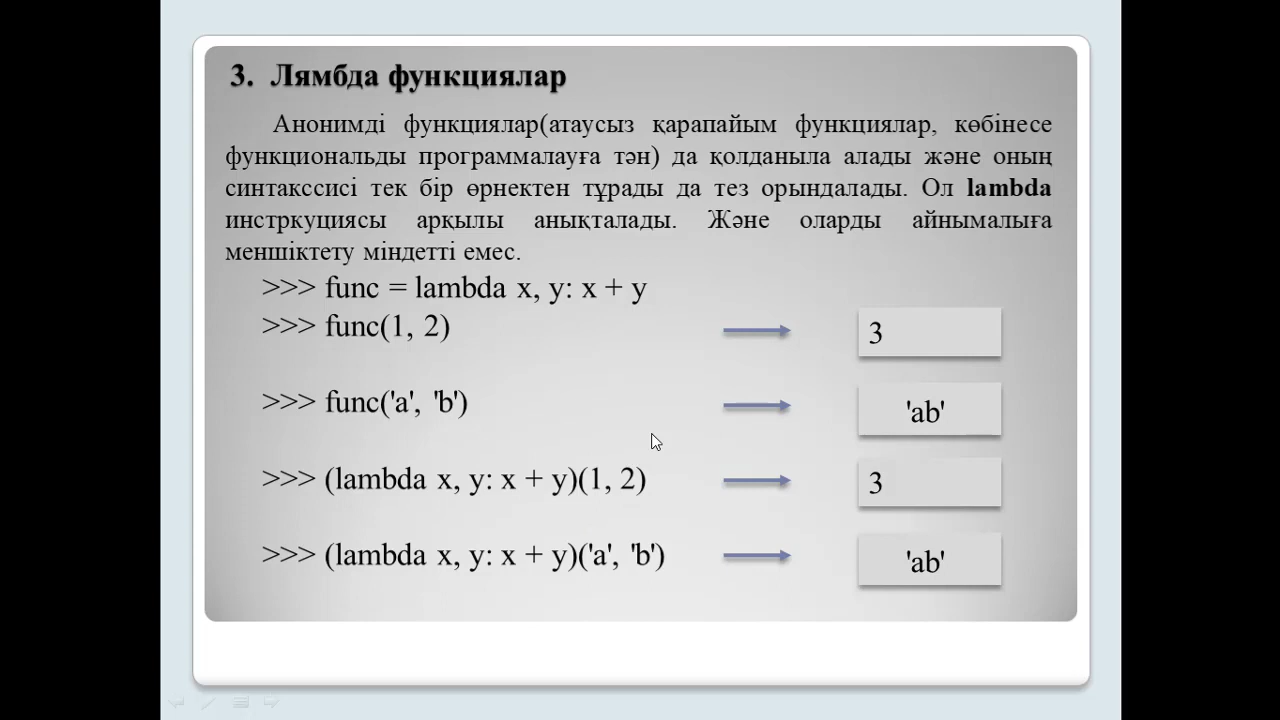 3. Лямбда функциялар
Анонимді функциялар(атаусыз қарапайым функциялар, көбінесе
функциональды программалауға тән) да қолданыла алады және оның
синтакссисі тек бір өрнектен тұрады да тез орындалады. Ол lambda
инстркуциясы арқылы анықталады. Және оларды айнымалыға
меншіктету міндетті емес.
>>> func = lambda x, y: x + y
>>> func(1, 2)
3
>>> func('a', 'b')
'ab'
>>> (lambda x, y: x + y)(1, 2)
3
>>> (lambda x, y: x + y)('a', 'b')
'ab'